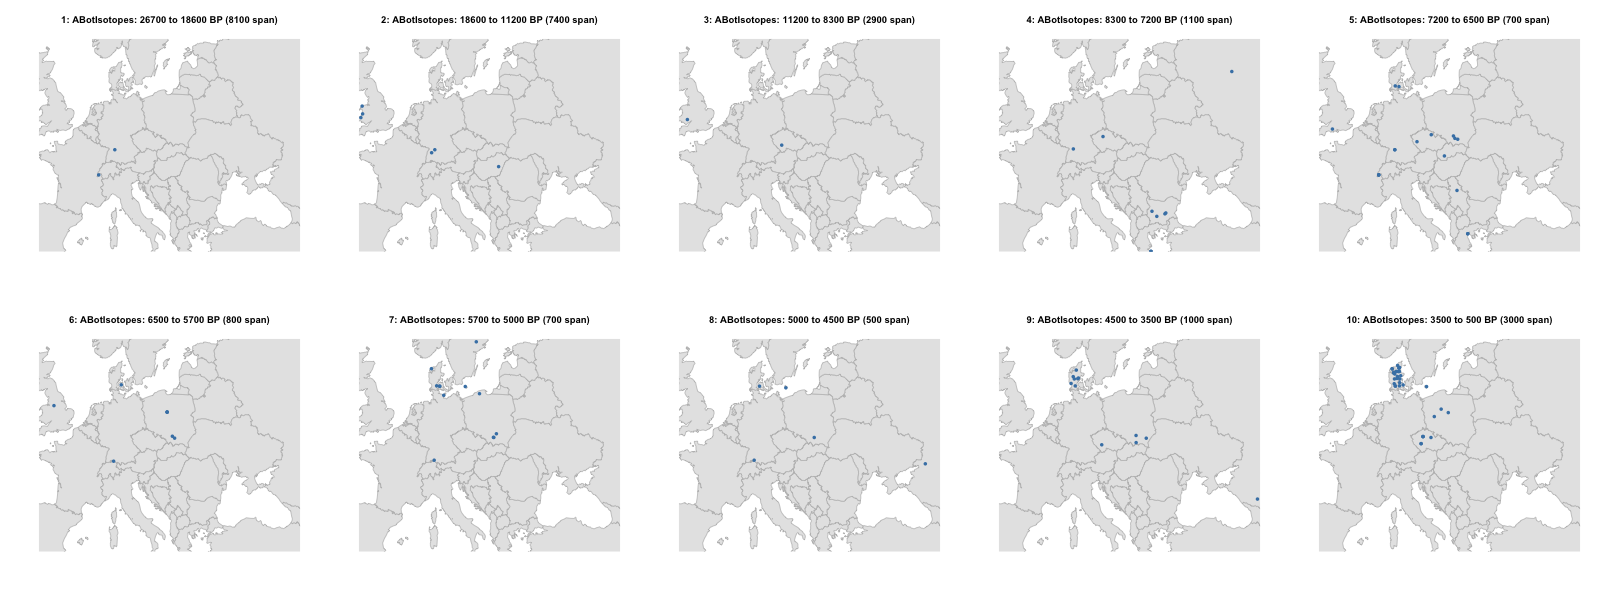 1: ABotIsotopes: 26700 to 18600 BP (8100 span)
2: ABotIsotopes: 18600 to 11200 BP (7400 span)
3: ABotIsotopes: 11200 to 8300 BP (2900 span)
4: ABotIsotopes: 8300 to 7200 BP (1100 span)
5: ABotIsotopes: 7200 to 6500 BP (700 span)
6: ABotIsotopes: 6500 to 5700 BP (800 span)
7: ABotIsotopes: 5700 to 5000 BP (700 span)
8: ABotIsotopes: 5000 to 4500 BP (500 span)
9: ABotIsotopes: 4500 to 3500 BP (1000 span)
10: ABotIsotopes: 3500 to 500 BP (3000 span)